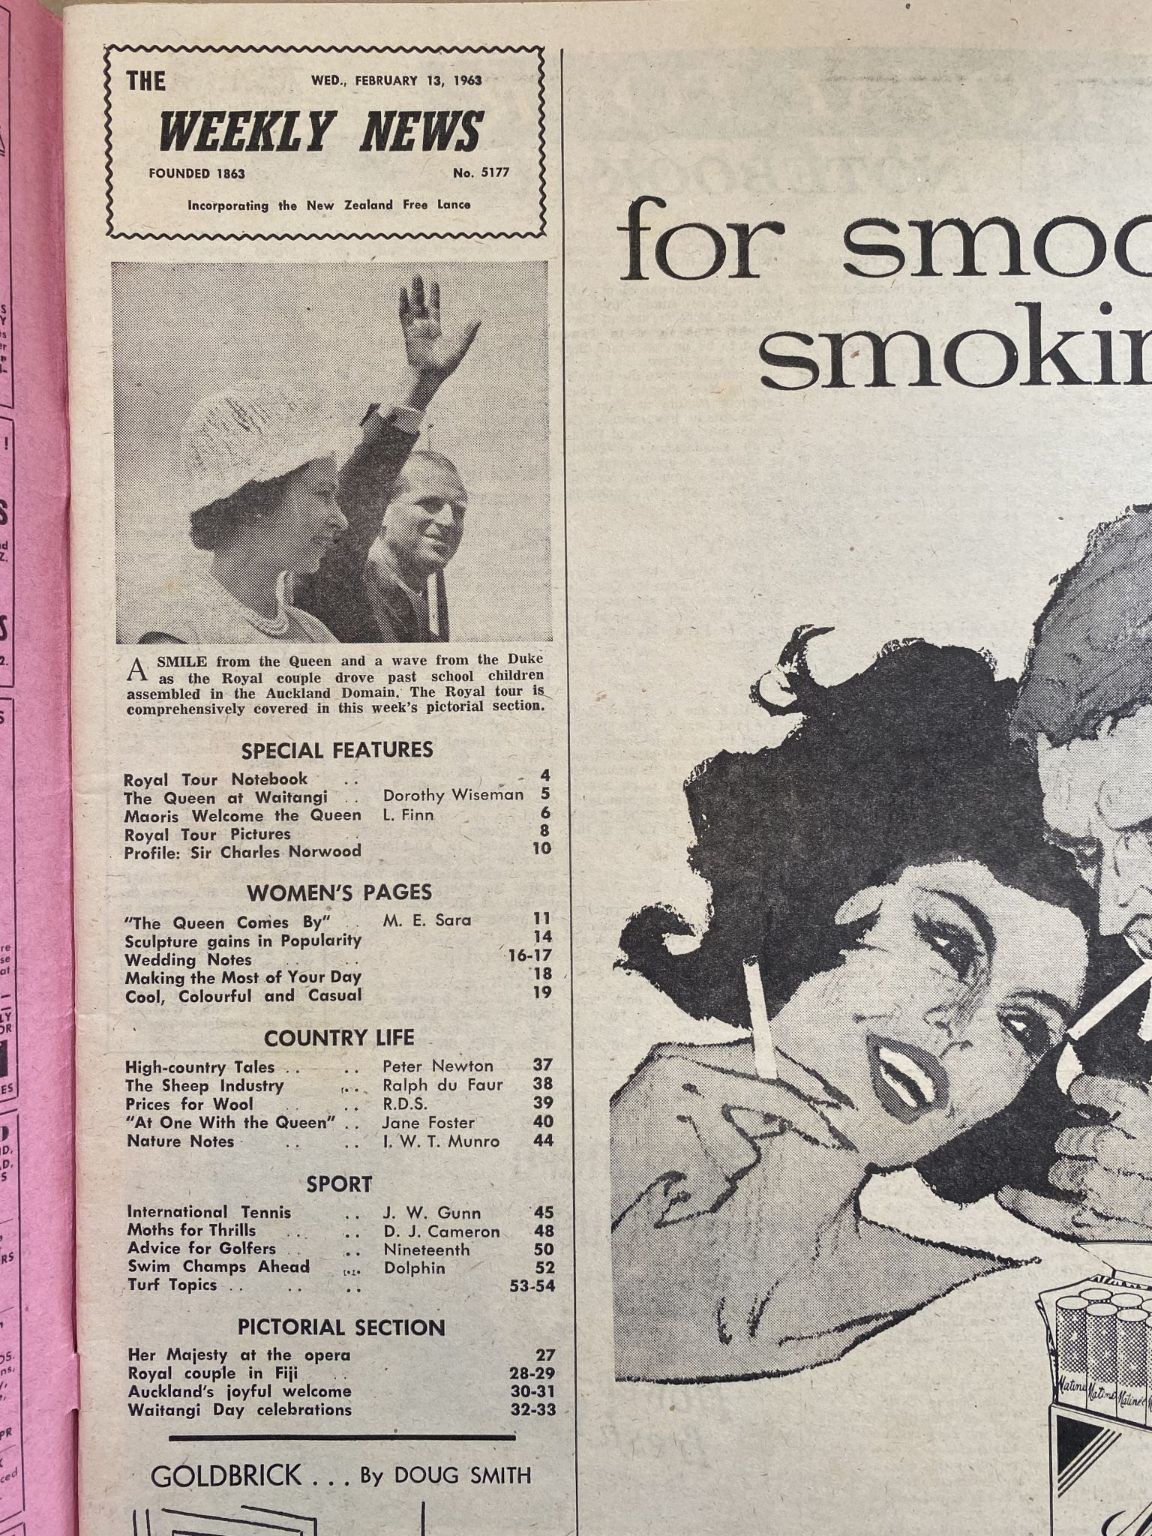 THE WED., FEBRUARY 13, 1963
WEEKLY NEWS
FOUNDED 1863 No. 5177
Incorporating the New Zealand Free Lance
A SMILE from the Queen and a wave from the Duke
as the Royal couple drove past school children
assembled in the Auckland Domain. The Royal tour is
comprehensively covered in this week's pictorial section.
SPECIAL FEATURES
Royal Tour Notebook .. 4
The Queen at Waitangi .. Dorothy Wiseman 5
Maoris Welcome the Queen L. Finn 6
Royal Tour Pictures 8
Profile: Sir Charles Norwood 10
WOMEN'S PAGES
"The Queen Comes By" .. M. E. Sara 11
Sculpture gains in Popularity 14
Wedding Notes 16-17
Making the Most of Your Day 18
Cool, Colourful and Casual 19
COUNTRY LIFE
High-country Tales .. .. Peter Newton 37
The Sheep Industry .. Ralph du Faur 38
Prices for Wool .. R.D.S. 39
"At One With the Queen" .. Jane Foster 40
Nature Notes .. .. I. W. T. Munro 44
SPORT
International Tennis .. J. W. Gunn 45
Moths for Thrills .. .. D. J. Cameron 48
Advice for Golfers .. Nineteenth 50
Swim Champs Ahead .. Dolphin 52
Turf Topics .. .. .. 53-54
PICTORIAL SECTION
Her Majesty at the opera 27
Royal couple in Fiji 28-29
Auckland's joyful welcome 30-31
Waitangi Day celebrations 32-33
GOLDBRICK ... By DOUG SMITH
for smoo
smokin
Matine Matine Matinee